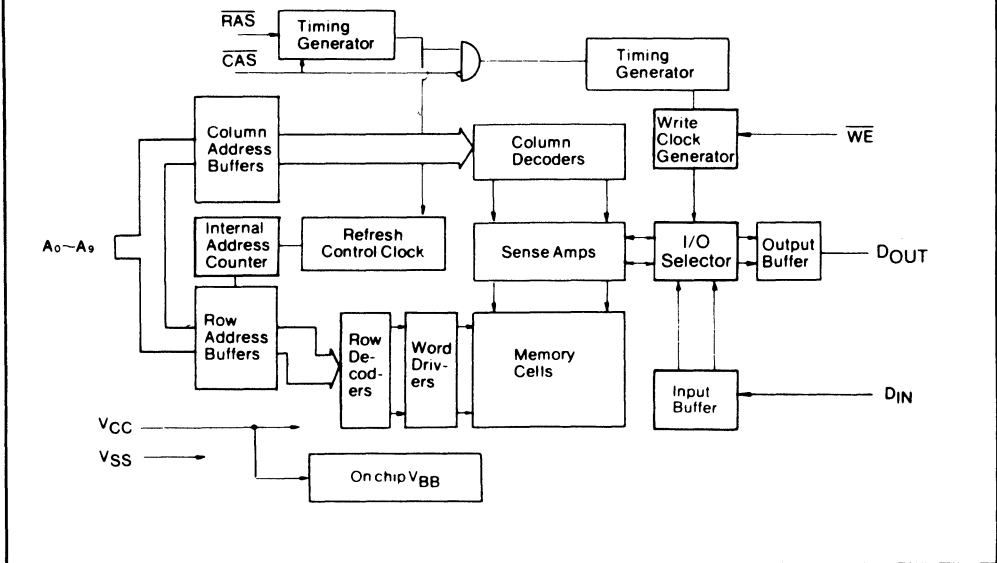 RAS
Timing
Generator
CAS
Timing
Generator
Column
Address
Buffers
Column
Decoders
Write
Clock
Generator
WE
A0~A9
Internal
Address
Counter
Refresh
Control Clock
Sense Amps
I/O
Selector
Output
Buffer
DOUT
Row
Address
Buffers
Row
De-
cod-
ers
Word
Driv-
ers
Memory
Cells
Input
Buffer
DIN
VCC
VSS
On chip VBB